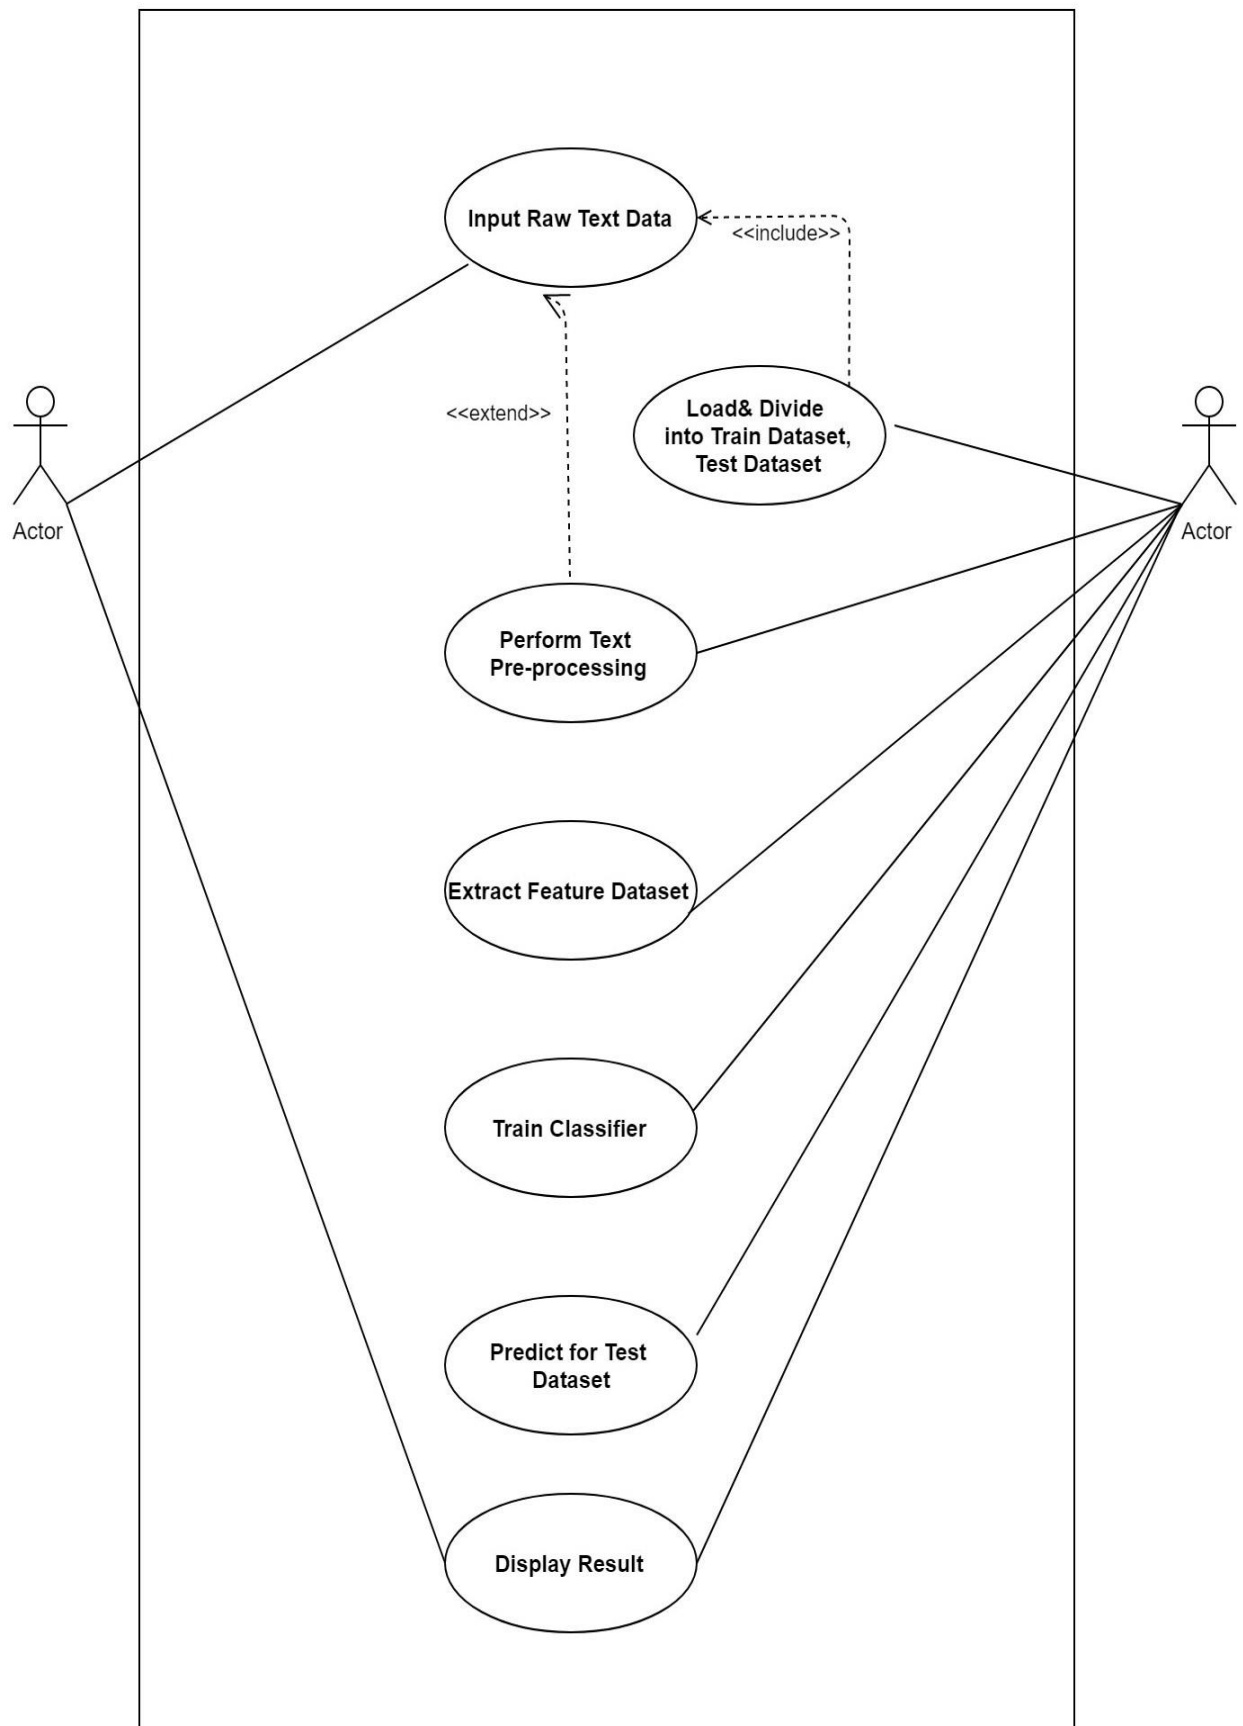 Input Raw Text Data
<<include>>
Load& Divide
into Train Dataset,
Test Dataset
<<extend>>
Actor
Actor
Perform Text
Pre-processing
Extract Feature Dataset
Train Classifier
Predict for Test
Dataset
Display Result